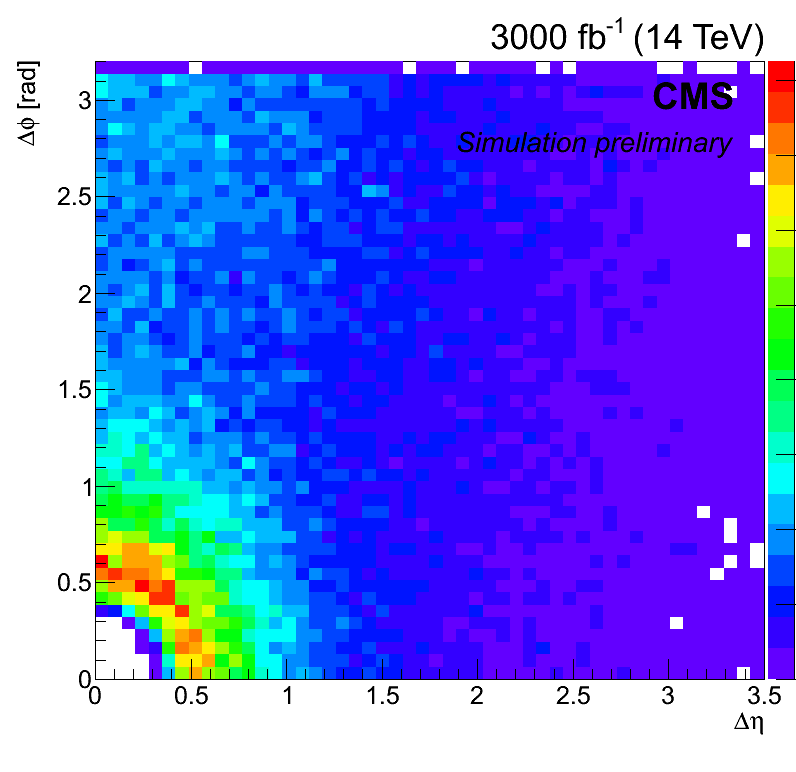 3000 fb-1 (14 TeV)
Δϕ [rad]
CMS
Simulation preliminary
3
2.5
2
1.5
1
0.5
0
0 0.5 1 1.5 2 2.5 3 3.5
Δη